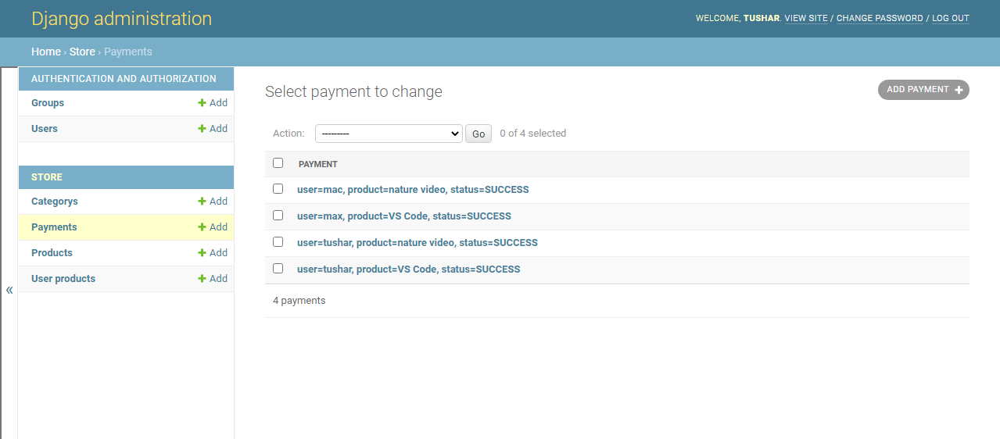 Django administration
WELCOME, TUSHAR. VIEW SITE / CHANGE PASSWORD / LOG OUT
Home › Store › Payments
AUTHENTICATION AND AUTHORIZATION
Groups + Add
Users + Add
STORE
Categorys + Add
Payments + Add
Products + Add
User products + Add
«
Select payment to change
ADD PAYMENT +
Action: --------- Go 0 of 4 selected
PAYMENT
user=mac, product=nature video, status=SUCCESS
user=max, product=VS Code, status=SUCCESS
user=tushar, product=nature video, status=SUCCESS
user=tushar, product=VS Code, status=SUCCESS
4 payments